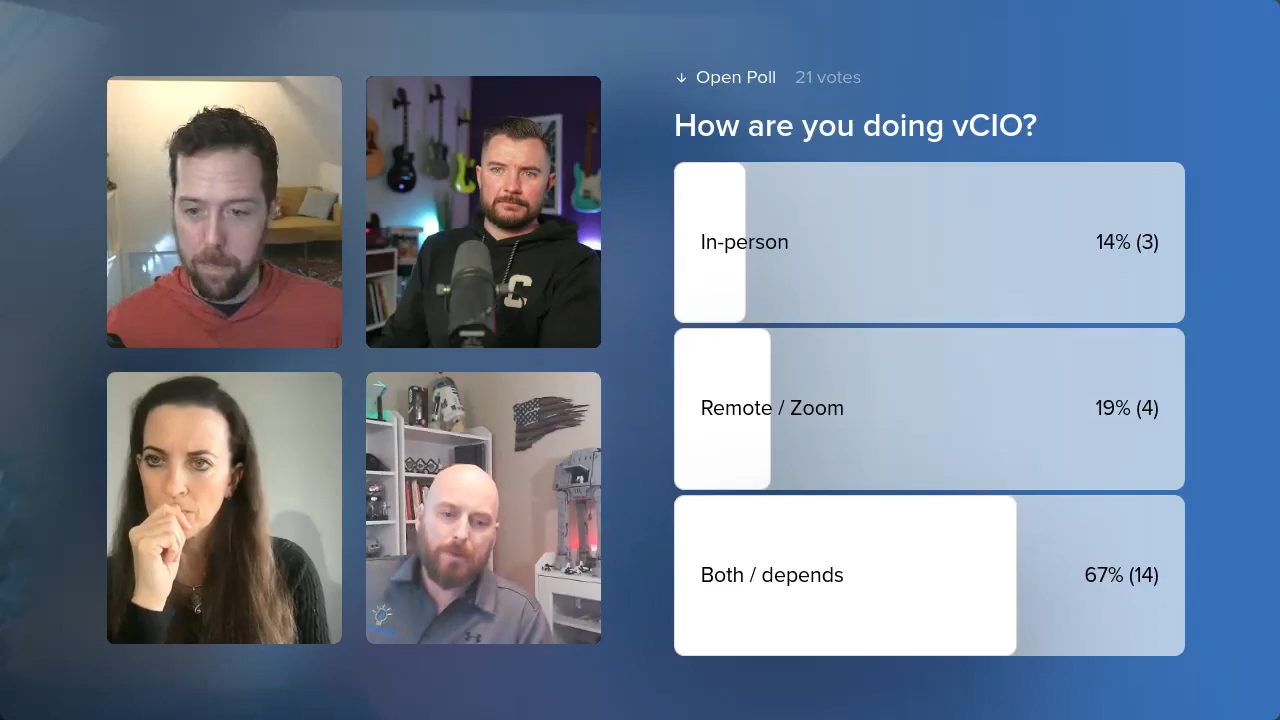 ↓ Open Poll 21 votes
How are you doing vCIO?
In-person 14% (3)
Remote / Zoom 19% (4)
Both / depends 67% (14)
C